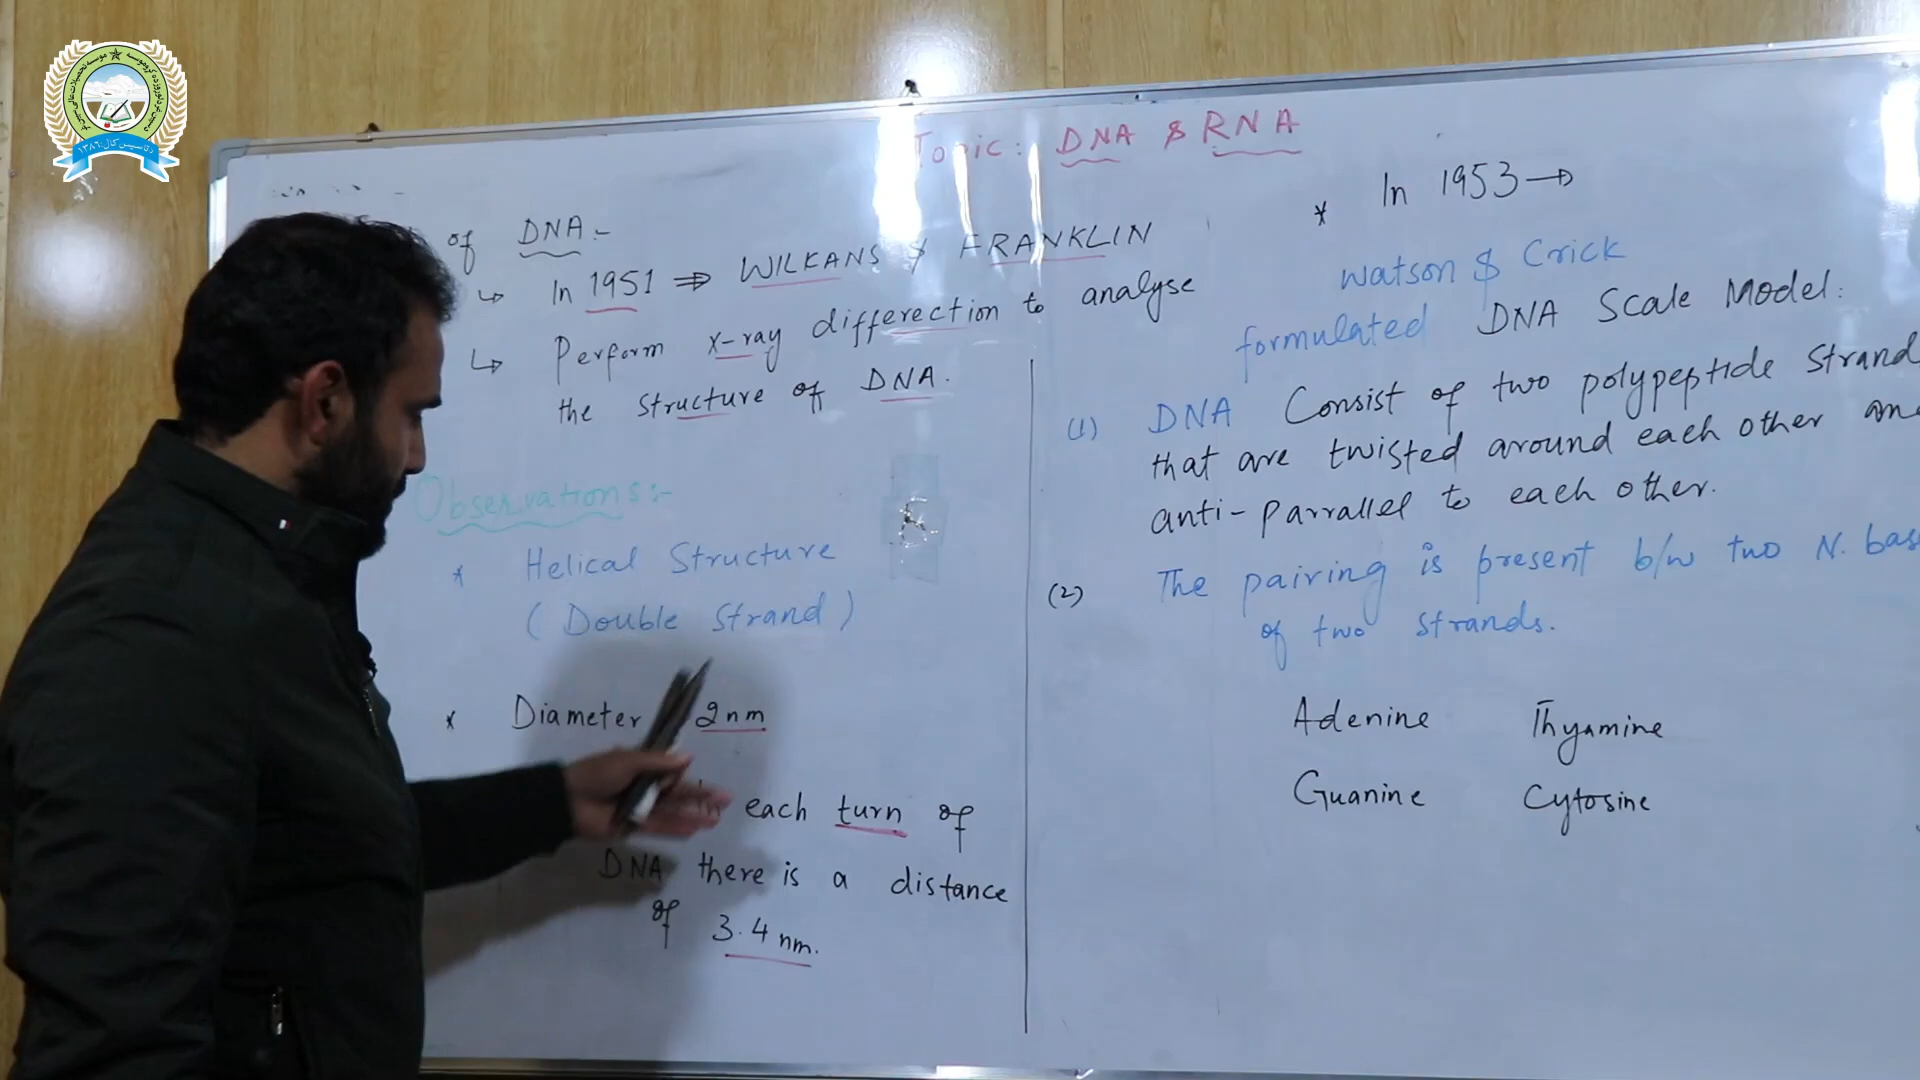 Topic: DNA & RNA
of DNA:-
↳ In 1951 ⇒ WILKANS & FRANKLIN
↳ Perform x-ray differection to analyse
the structure of DNA.
Observations:-
* Helical Structure
( Double Strand )
* Diameter 2nm
In each turn of
DNA there is a distance
of 3.4 nm.
* In 1953 →
Watson & Crick
formulated DNA Scale Model:
(1) DNA Consist of two polypeptide Strand
that are twisted around each other
anti-parrallel to each other.
(2) The pairing is present b/w two N. bas
of two strands.
Adenine Thyamine
Guanine Cytosine